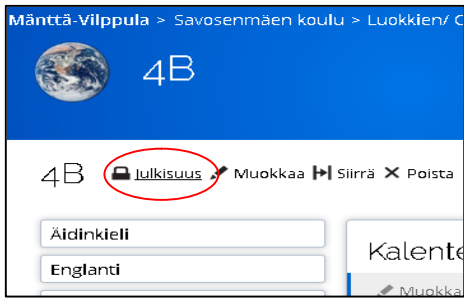 Mänttä-Vilppula > Savosenmäen koulu > Luokkien/ C
4B
4B Julkisuus Muokkaa Siirrä Poista
Äidinkieli
Kalente
Englanti
Muokka